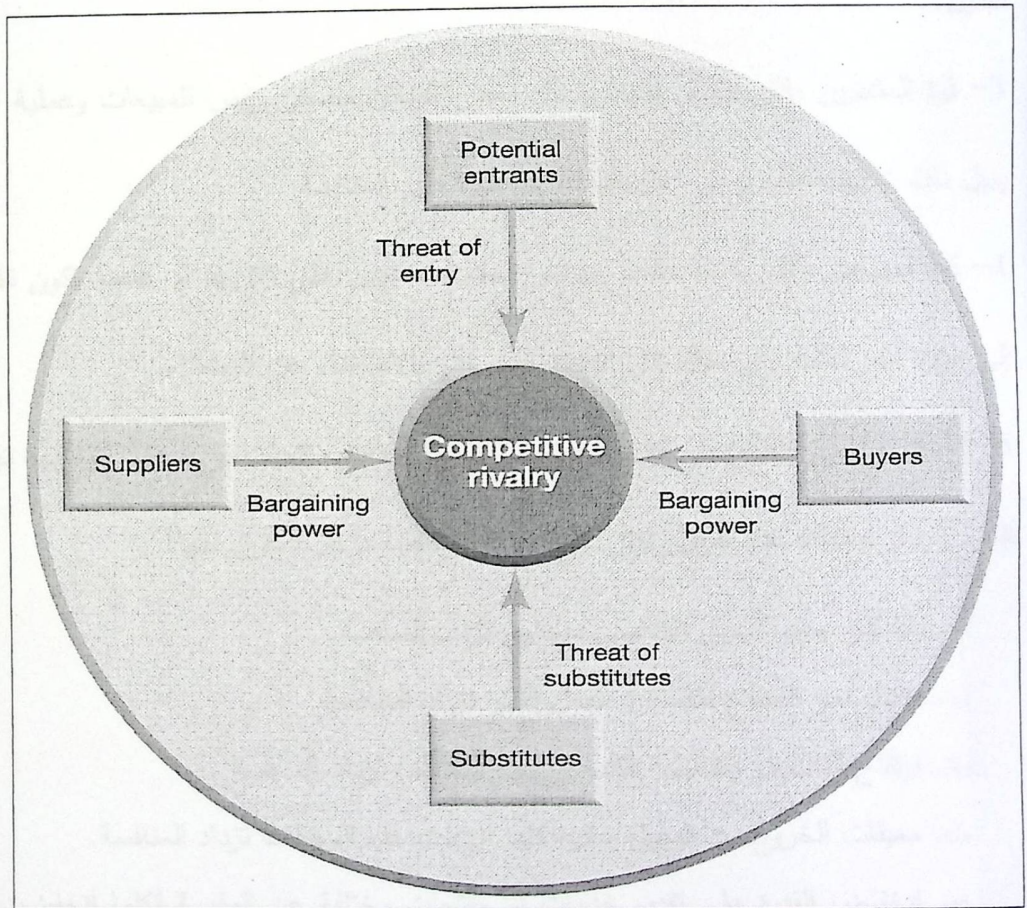 Potential
entrants
Threat of
entry
Suppliers
Bargaining
power
Competitive
rivalry
Buyers
Bargaining
power
Threat of
substitutes
Substitutes